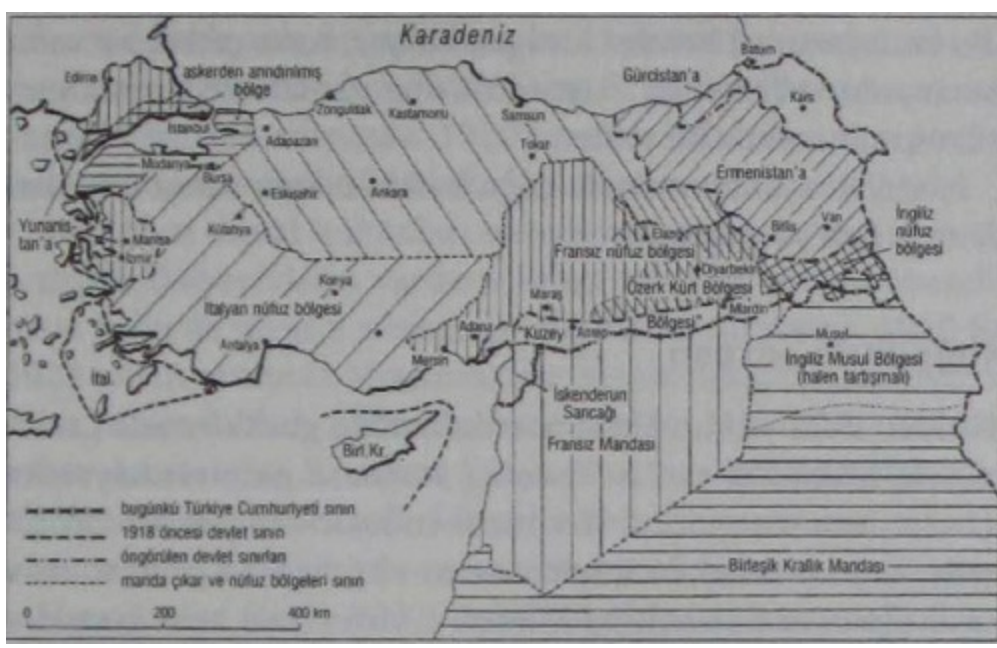 Karadeniz
Edirne
askerden arındırılmış
bölge
İstanbul
Zonguldak
Kastamonu
Samsun
Gürcistan'a
Batum
Kars
Adapazarı
Tokat
Mudanya
Bursa
Eskişehir
Ankara
Ermenistan'a
Yunanis-
tan'a
Manisa
İzmir
Kütahya
Elazığ
Bitlis
Van
İngiliz
nüfuz
bölgesi
Fransız nüfuz bölgesi
Diyarbekir
Konya
İtalyan nüfuz bölgesi
Maraş
Özerk Kürt Bölgesi
Mardin
Antalya
Adana
Mersin
Kuzey
Antep
Bölgesi"
Musul
İngiliz Musul Bölgesi
(halen tartışmalı)
İtal.
İskenderun
Sancağı
Fransız Mandası
Birl. Kr.
bugünkü Türkiye Cumhuriyeti sınırı
1918 öncesi devlet sınırı
öngörülen devlet sınırları
manda çıkar ve nüfuz bölgeleri sınırı
Birleşik Krallık Mandası
0 200 400 km